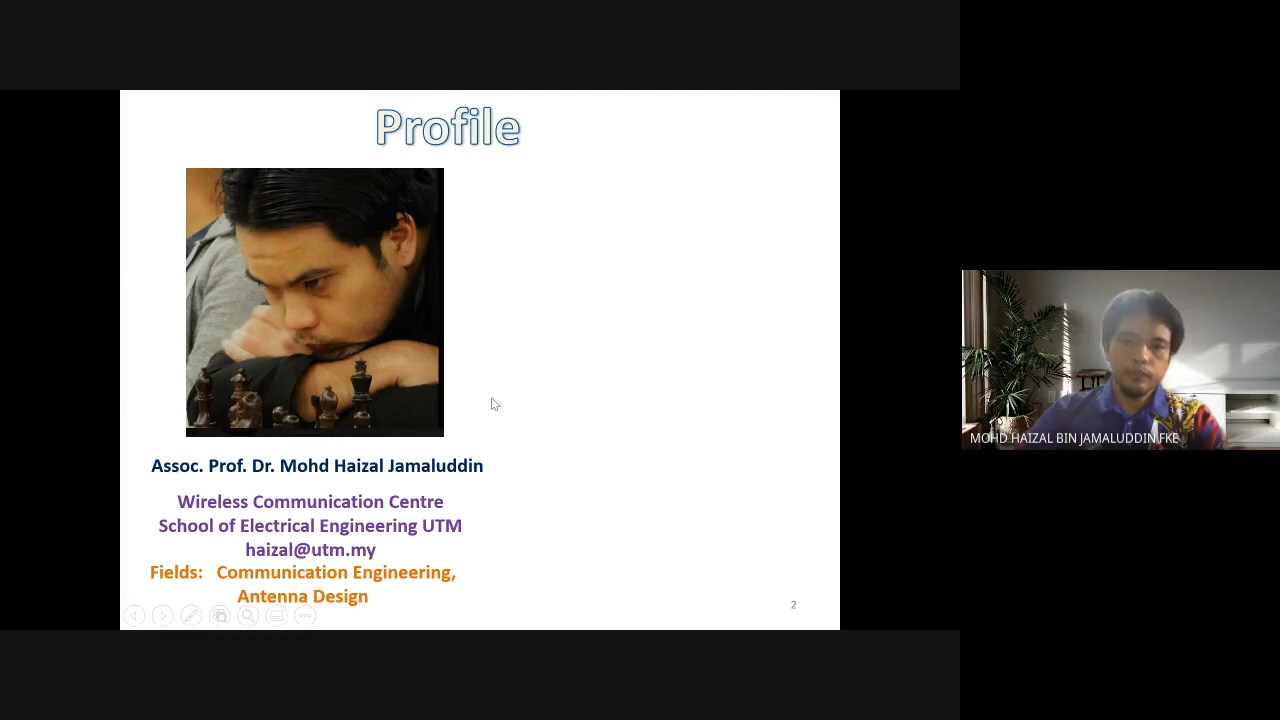 Profile
Assoc. Prof. Dr. Mohd Haizal Jamaluddin
Wireless Communication Centre
School of Electrical Engineering UTM
haizal@utm.my
Fields: Communication Engineering,
Antenna Design
2
MOHD HAIZAL BIN JAMALUDDIN FKE